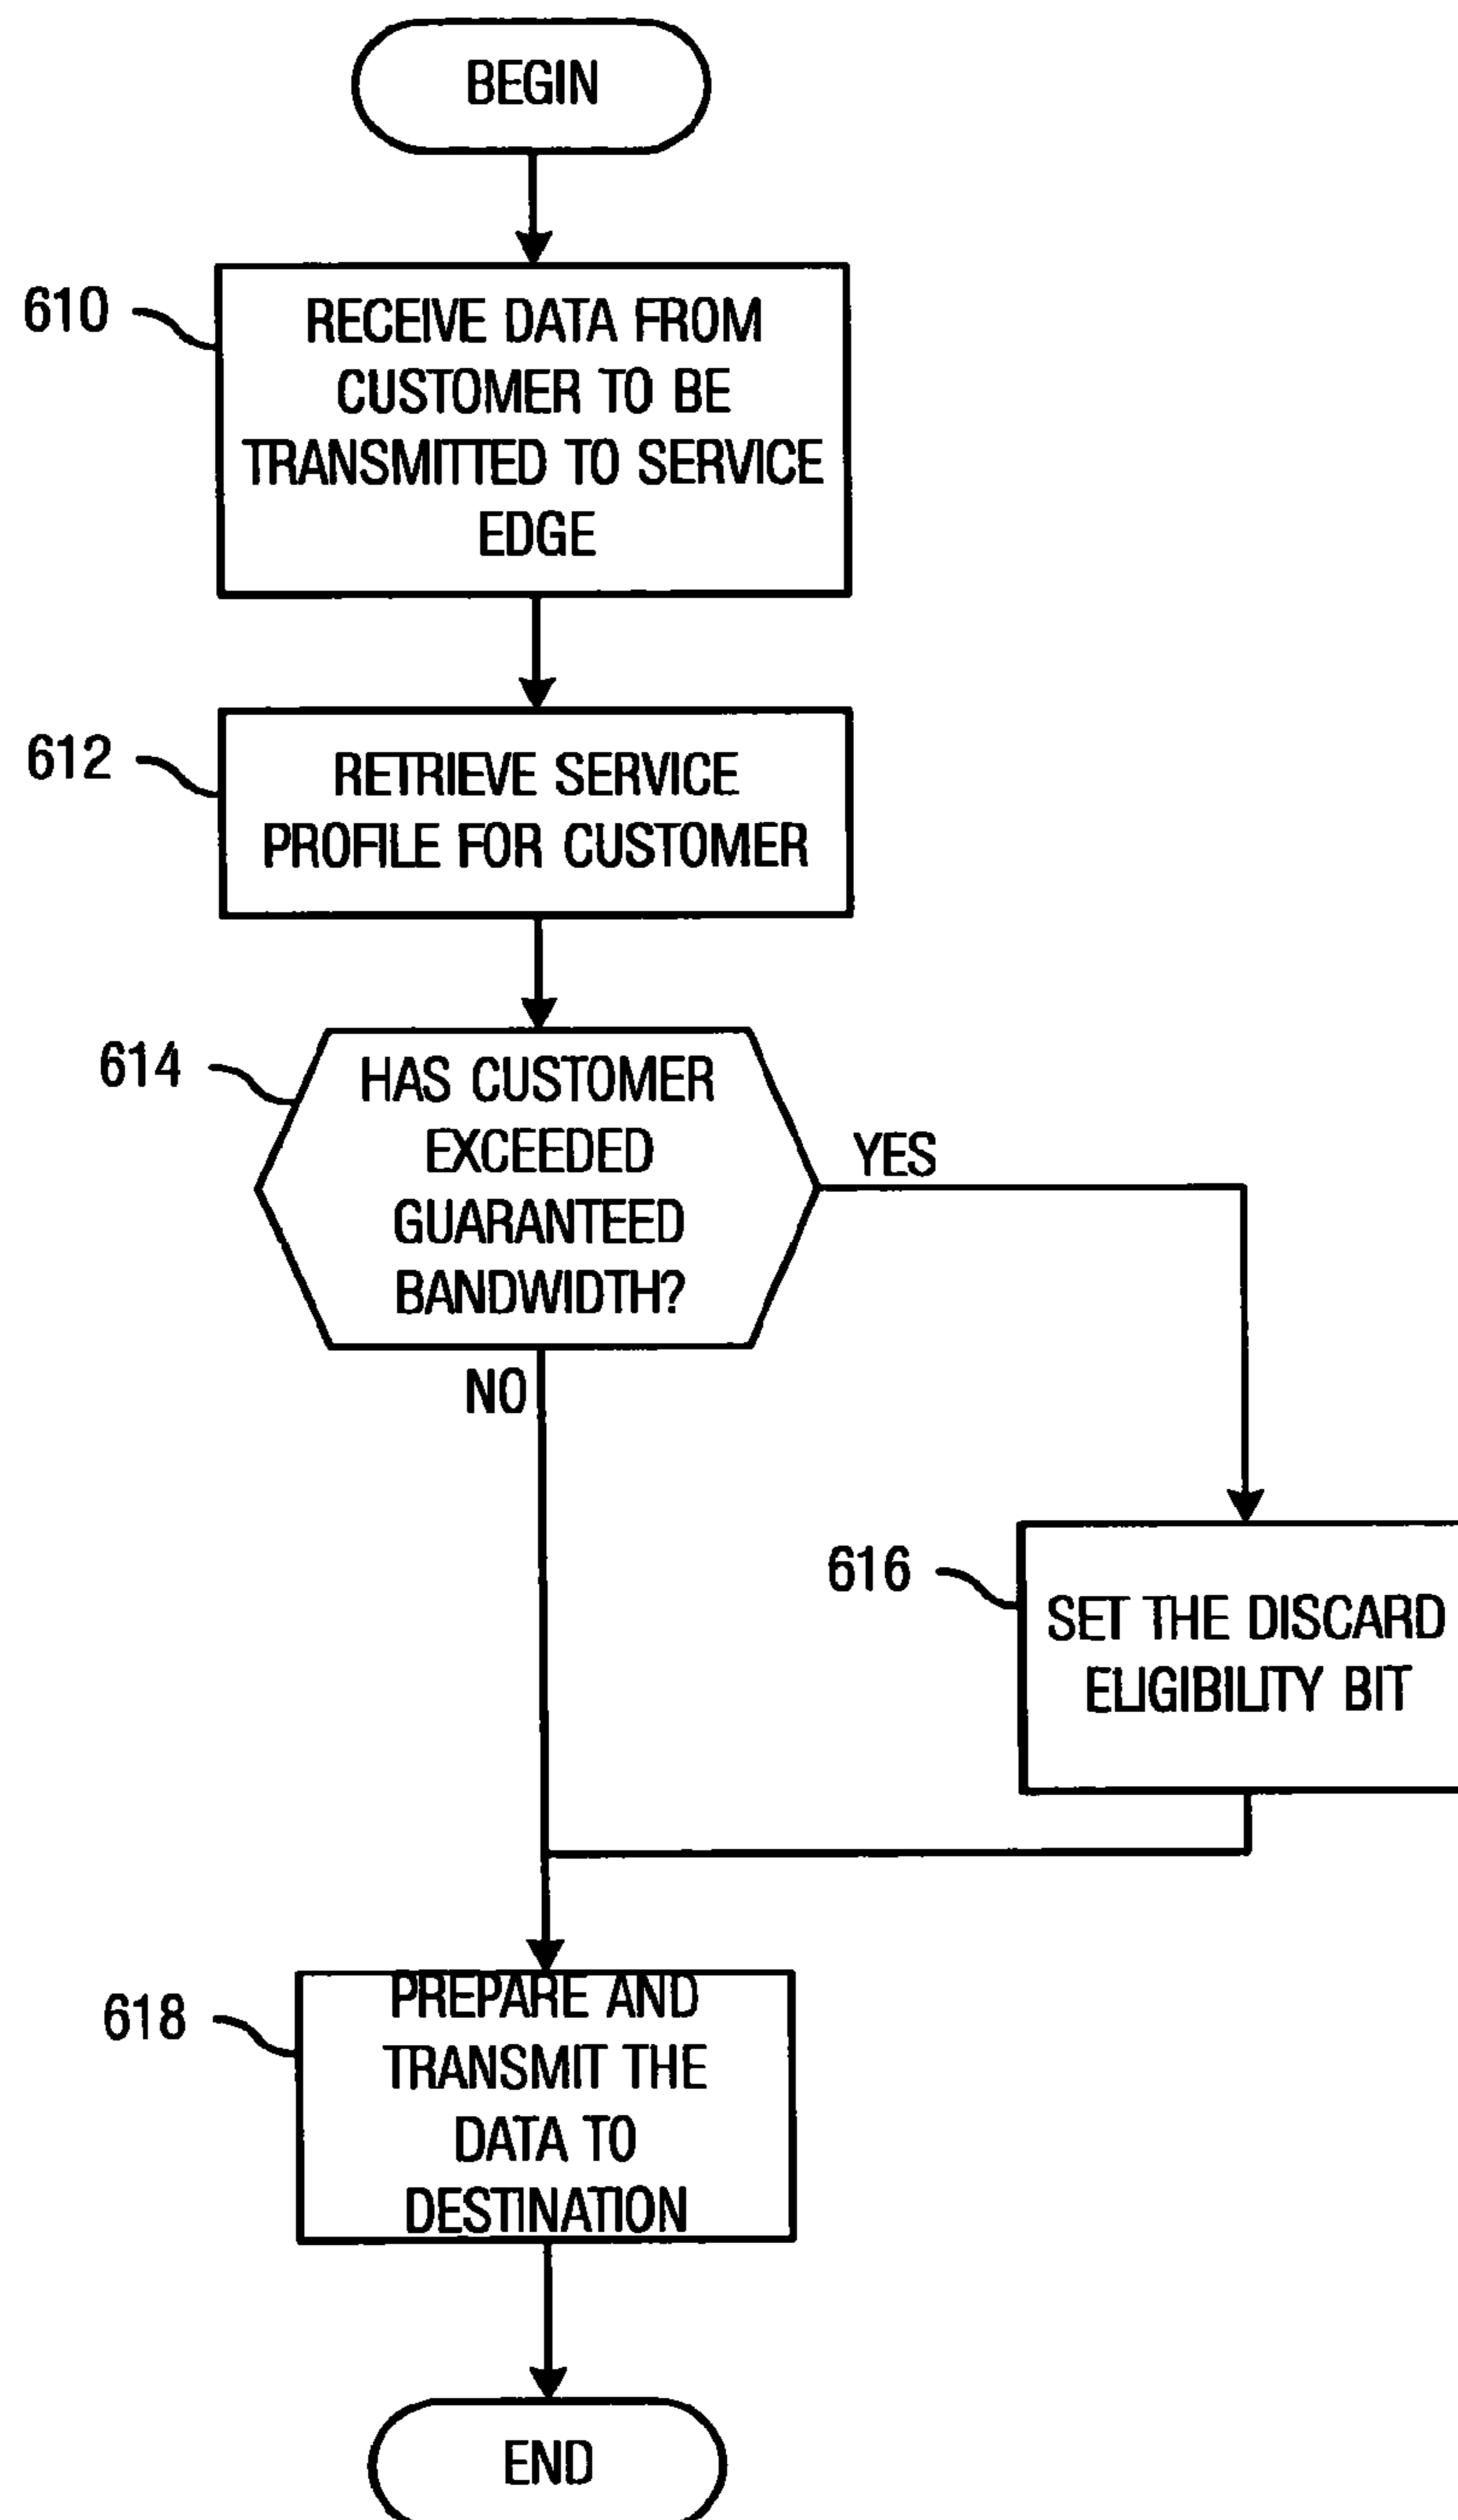 BEGIN
610
RECEIVE DATA FROM
CUSTOMER TO BE
TRANSMITTED TO SERVICE
EDGE
612
RETRIEVE SERVICE
PROFILE FOR CUSTOMER
614
HAS CUSTOMER
EXCEEDED
GUARANTEED
BANDWIDTH?
YES
NO
616
SET THE DISCARD
ELIGIBILITY BIT
618
PREPARE AND
TRANSMIT THE
DATA TO
DESTINATION
END